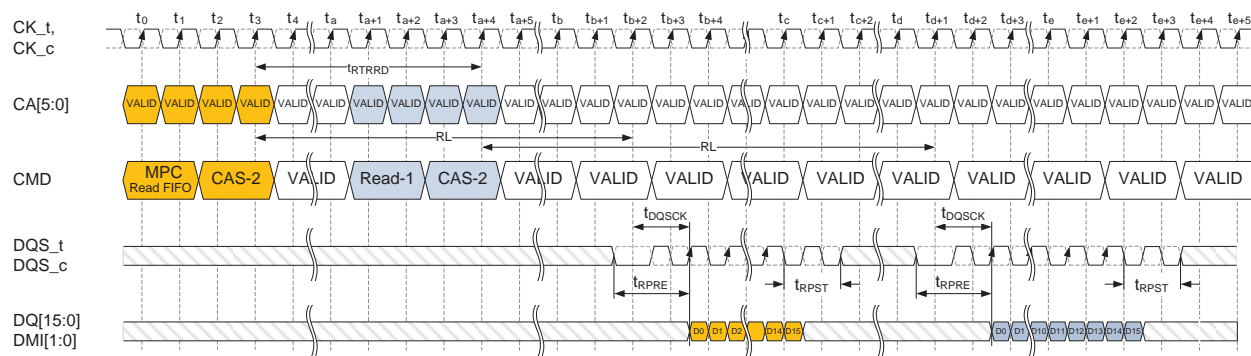 t0 t1 t2 t3 t4 ta ta+1 ta+2 ta+3 ta+4 ta+5 tb tb+1 tb+2 tb+3 tb+4 tc tc+1 tc+2 td td+1 td+2 td+3 te te+1 te+2 te+3 te+4 te+5
CK_t,
CK_c
tRTRRD
CA[5:0] VALID VALID VALID VALID VALID VALID VALID VALID VALID VALID VALID VALID VALID VALID VALID VALID VALID VALID VALID VALID VALID VALID VALID VALID VALID VALID VALID VALID VALID VALID
RL
RL
CMD MPC Read FIFO CAS-2 VALID Read-1 CAS-2 VALID VALID VALID VALID VALID VALID VALID VALID VALID VALID
tDQSCK tDQSCK
DQS_t
DQS_c
tRPRE tRPST tRPRE tRPST
DQ[15:0]
DMI[1:0]
D0 D1 D2 D14 D15 D0 D1 D10 D11 D12 D13 D14 D15